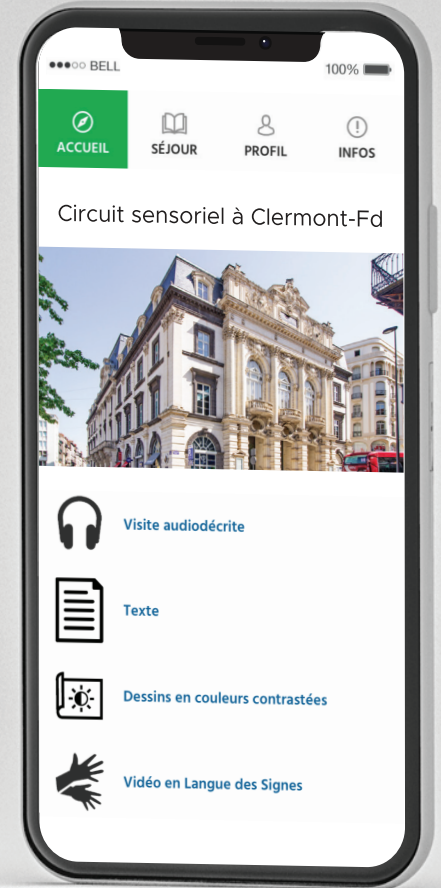 BELL
100%
ACCUEIL
SÉJOUR
PROFIL
INFOS
Circuit sensoriel à Clermont-Fd
Visite audiodécrite
Texte
Dessins en couleurs contrastées
Vidéo en Langue des Signes